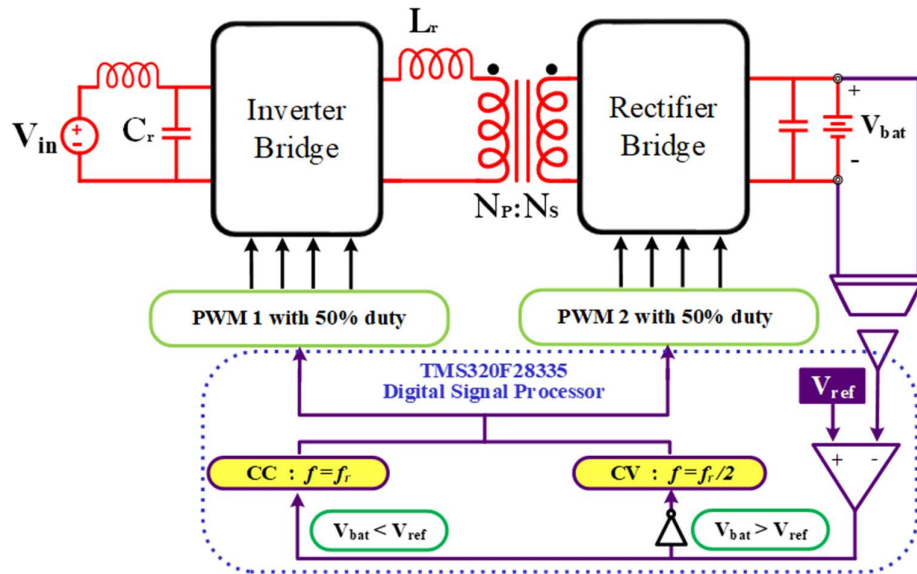 Lr
Vin
+
-
Cr
Inverter
Bridge
Rectifier
Bridge
+
Vbat
-
NP:NS
PWM 1 with 50% duty
PWM 2 with 50% duty
TMS320F28335
Digital Signal Processor
Vref
+ -
CC : f=fr
CV : f=fr/2
Vbat < Vref
Vbat > Vref